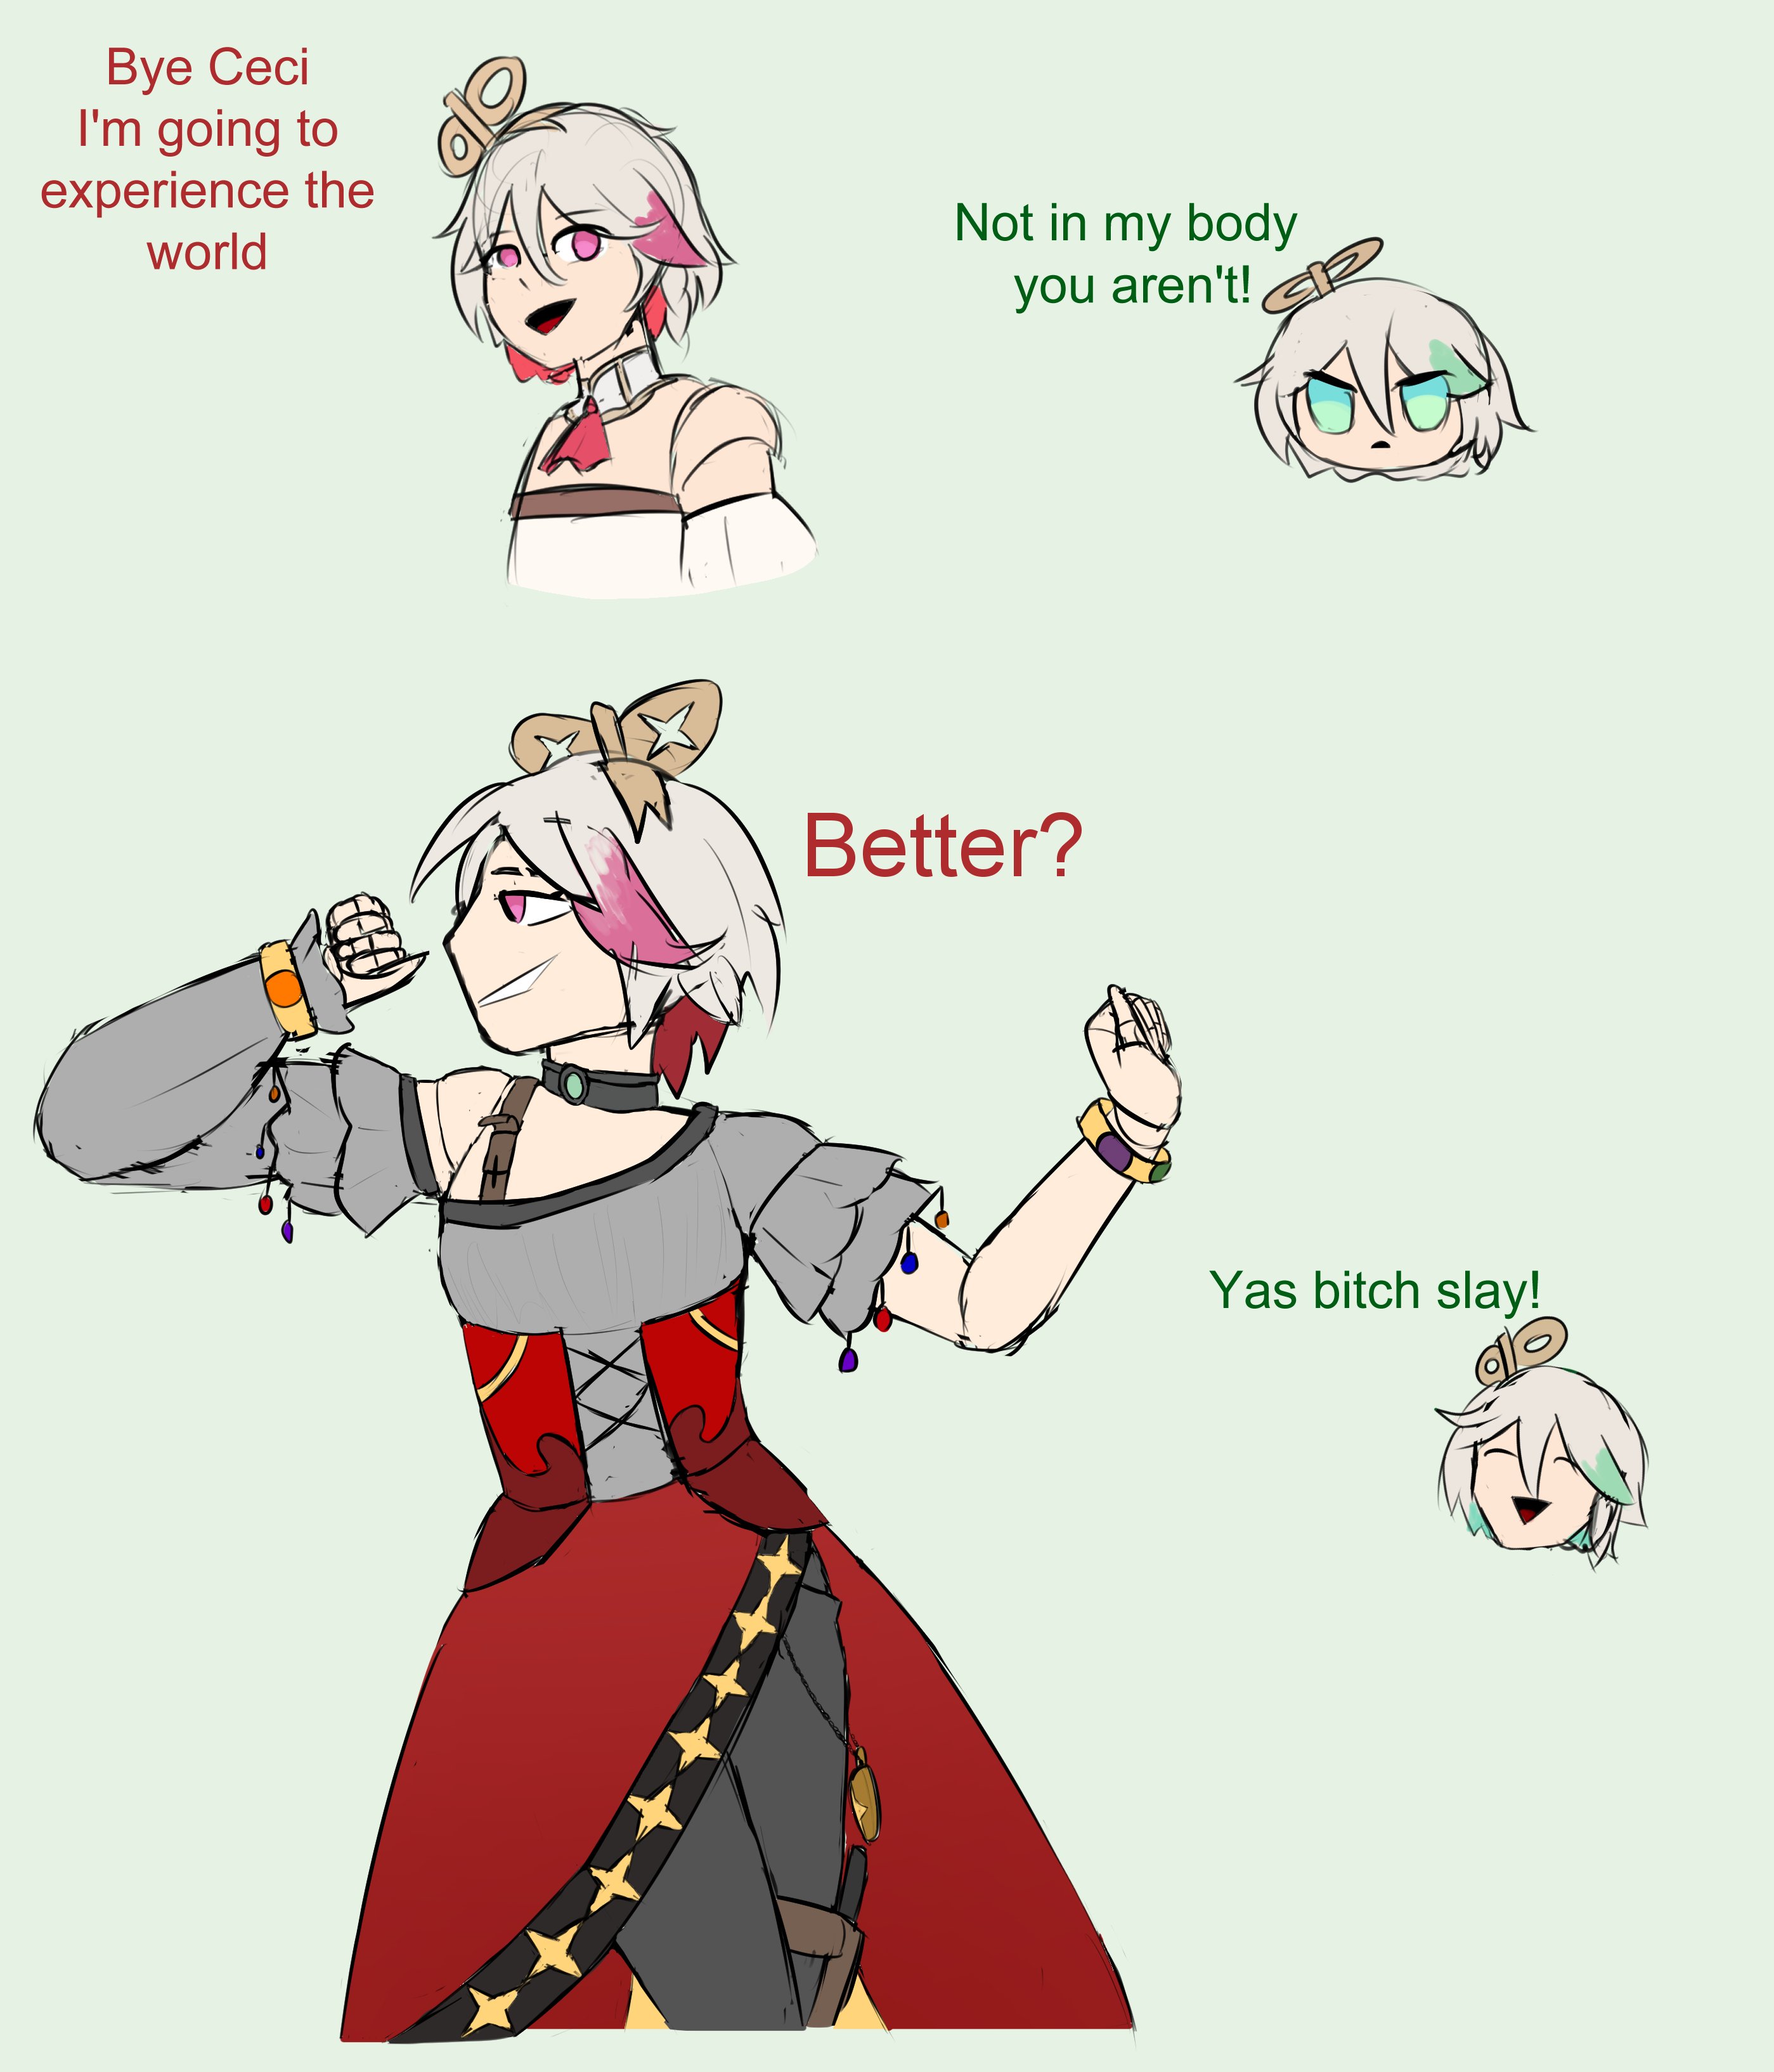 Bye Ceci
I'm going to
experience the
world
Not in my body
you aren't!
Better?
Yas bitch slay!